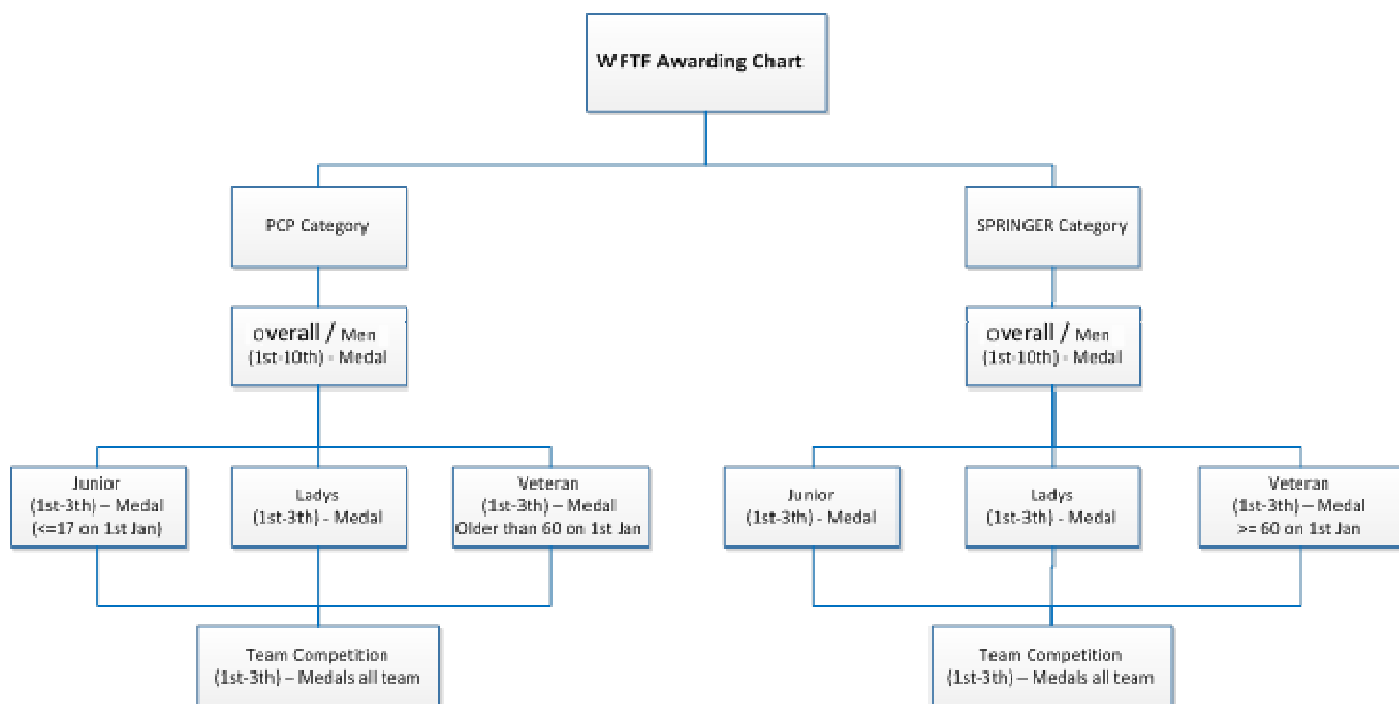 WFTF Awarding Chart
PCP Category
SPRINGER Category
overall / Men
(1st-10th) - Medal
overall / Men
(1st-10th) - Medal
Junior
(1st-3th) – Medal
(<=17 on 1st Jan)
Ladys
(1st-3th) - Medal
Veteran
(1st-3th) – Medal
Older than 60 on 1st Jan
Junior
(1st-3th) - Medal
Ladys
(1st-3th) - Medal
Veteran
(1st-3th) – Medal
>= 60 on 1st Jan
Team Competition
(1st-3th) – Medals all team
Team Competition
(1st-3th) – Medals all team